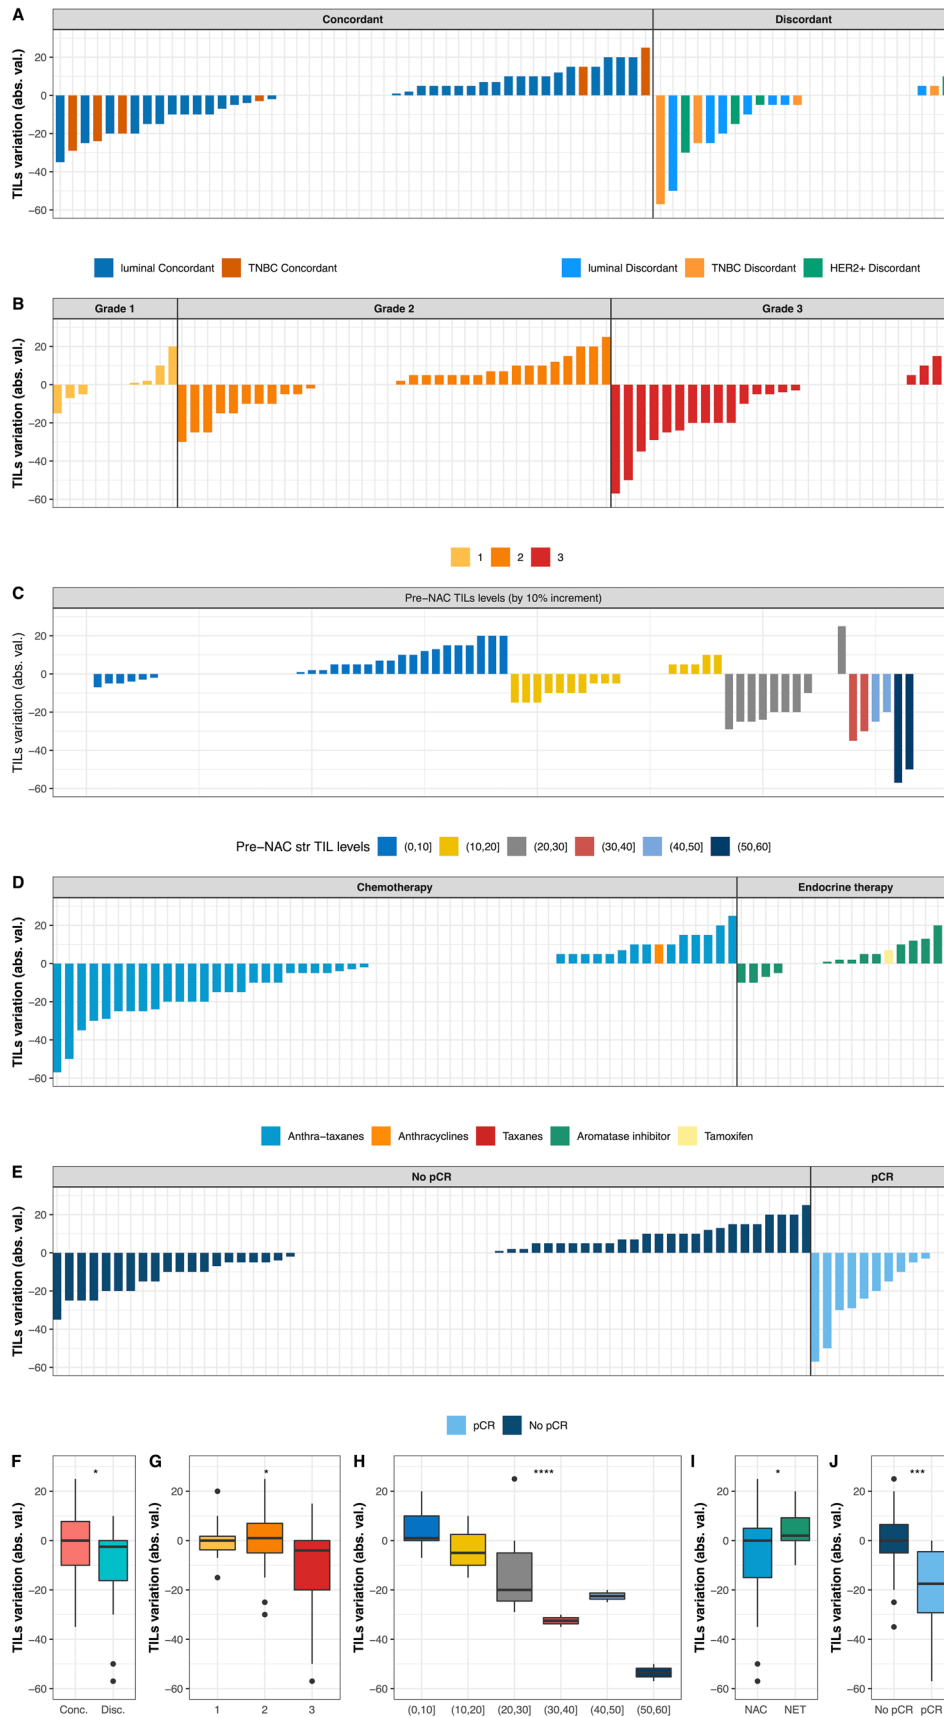 A
Concordant
Discordant
TILs variation (abs. val.)
20
0
−20
−40
−60
luminal Concordant
TNBC Concordant
luminal Discordant
TNBC Discordant
HER2+ Discordant
B
Grade 1
Grade 2
Grade 3
TILs variation (abs. val.)
20
0
−20
−40
−60
1
2
3
C
Pre−NAC TILs levels (by 10% increment)
TILs variation (abs. val.)
20
0
−20
−40
−60
Pre−NAC str TIL levels
(0,10]
(10,20]
(20,30]
(30,40]
(40,50]
(50,60]
D
Chemotherapy
Endocrine therapy
TILs variation (abs. val.)
20
0
−20
−40
−60
Anthra−taxanes
Anthracyclines
Taxanes
Aromatase inhibitor
Tamoxifen
E
No pCR
pCR
TILs variation (abs. val.)
20
0
−20
−40
−60
pCR
No pCR
F
TILs variation (abs. val.)
20
0
−20
−40
−60
*
Conc.
Disc.
G
TILs variation (abs. val.)
20
0
−20
−40
−60
*
1
2
3
H
TILs variation (abs. val.)
20
0
−20
−40
−60
****
(0,10]
(10,20]
(20,30]
(30,40]
(40,50]
(50,60]
I
TILs variation (abs. val.)
20
0
−20
−40
−60
*
NAC
NET
J
TILs variation (abs. val.)
20
0
−20
−40
−60
***
No pCR
pCR